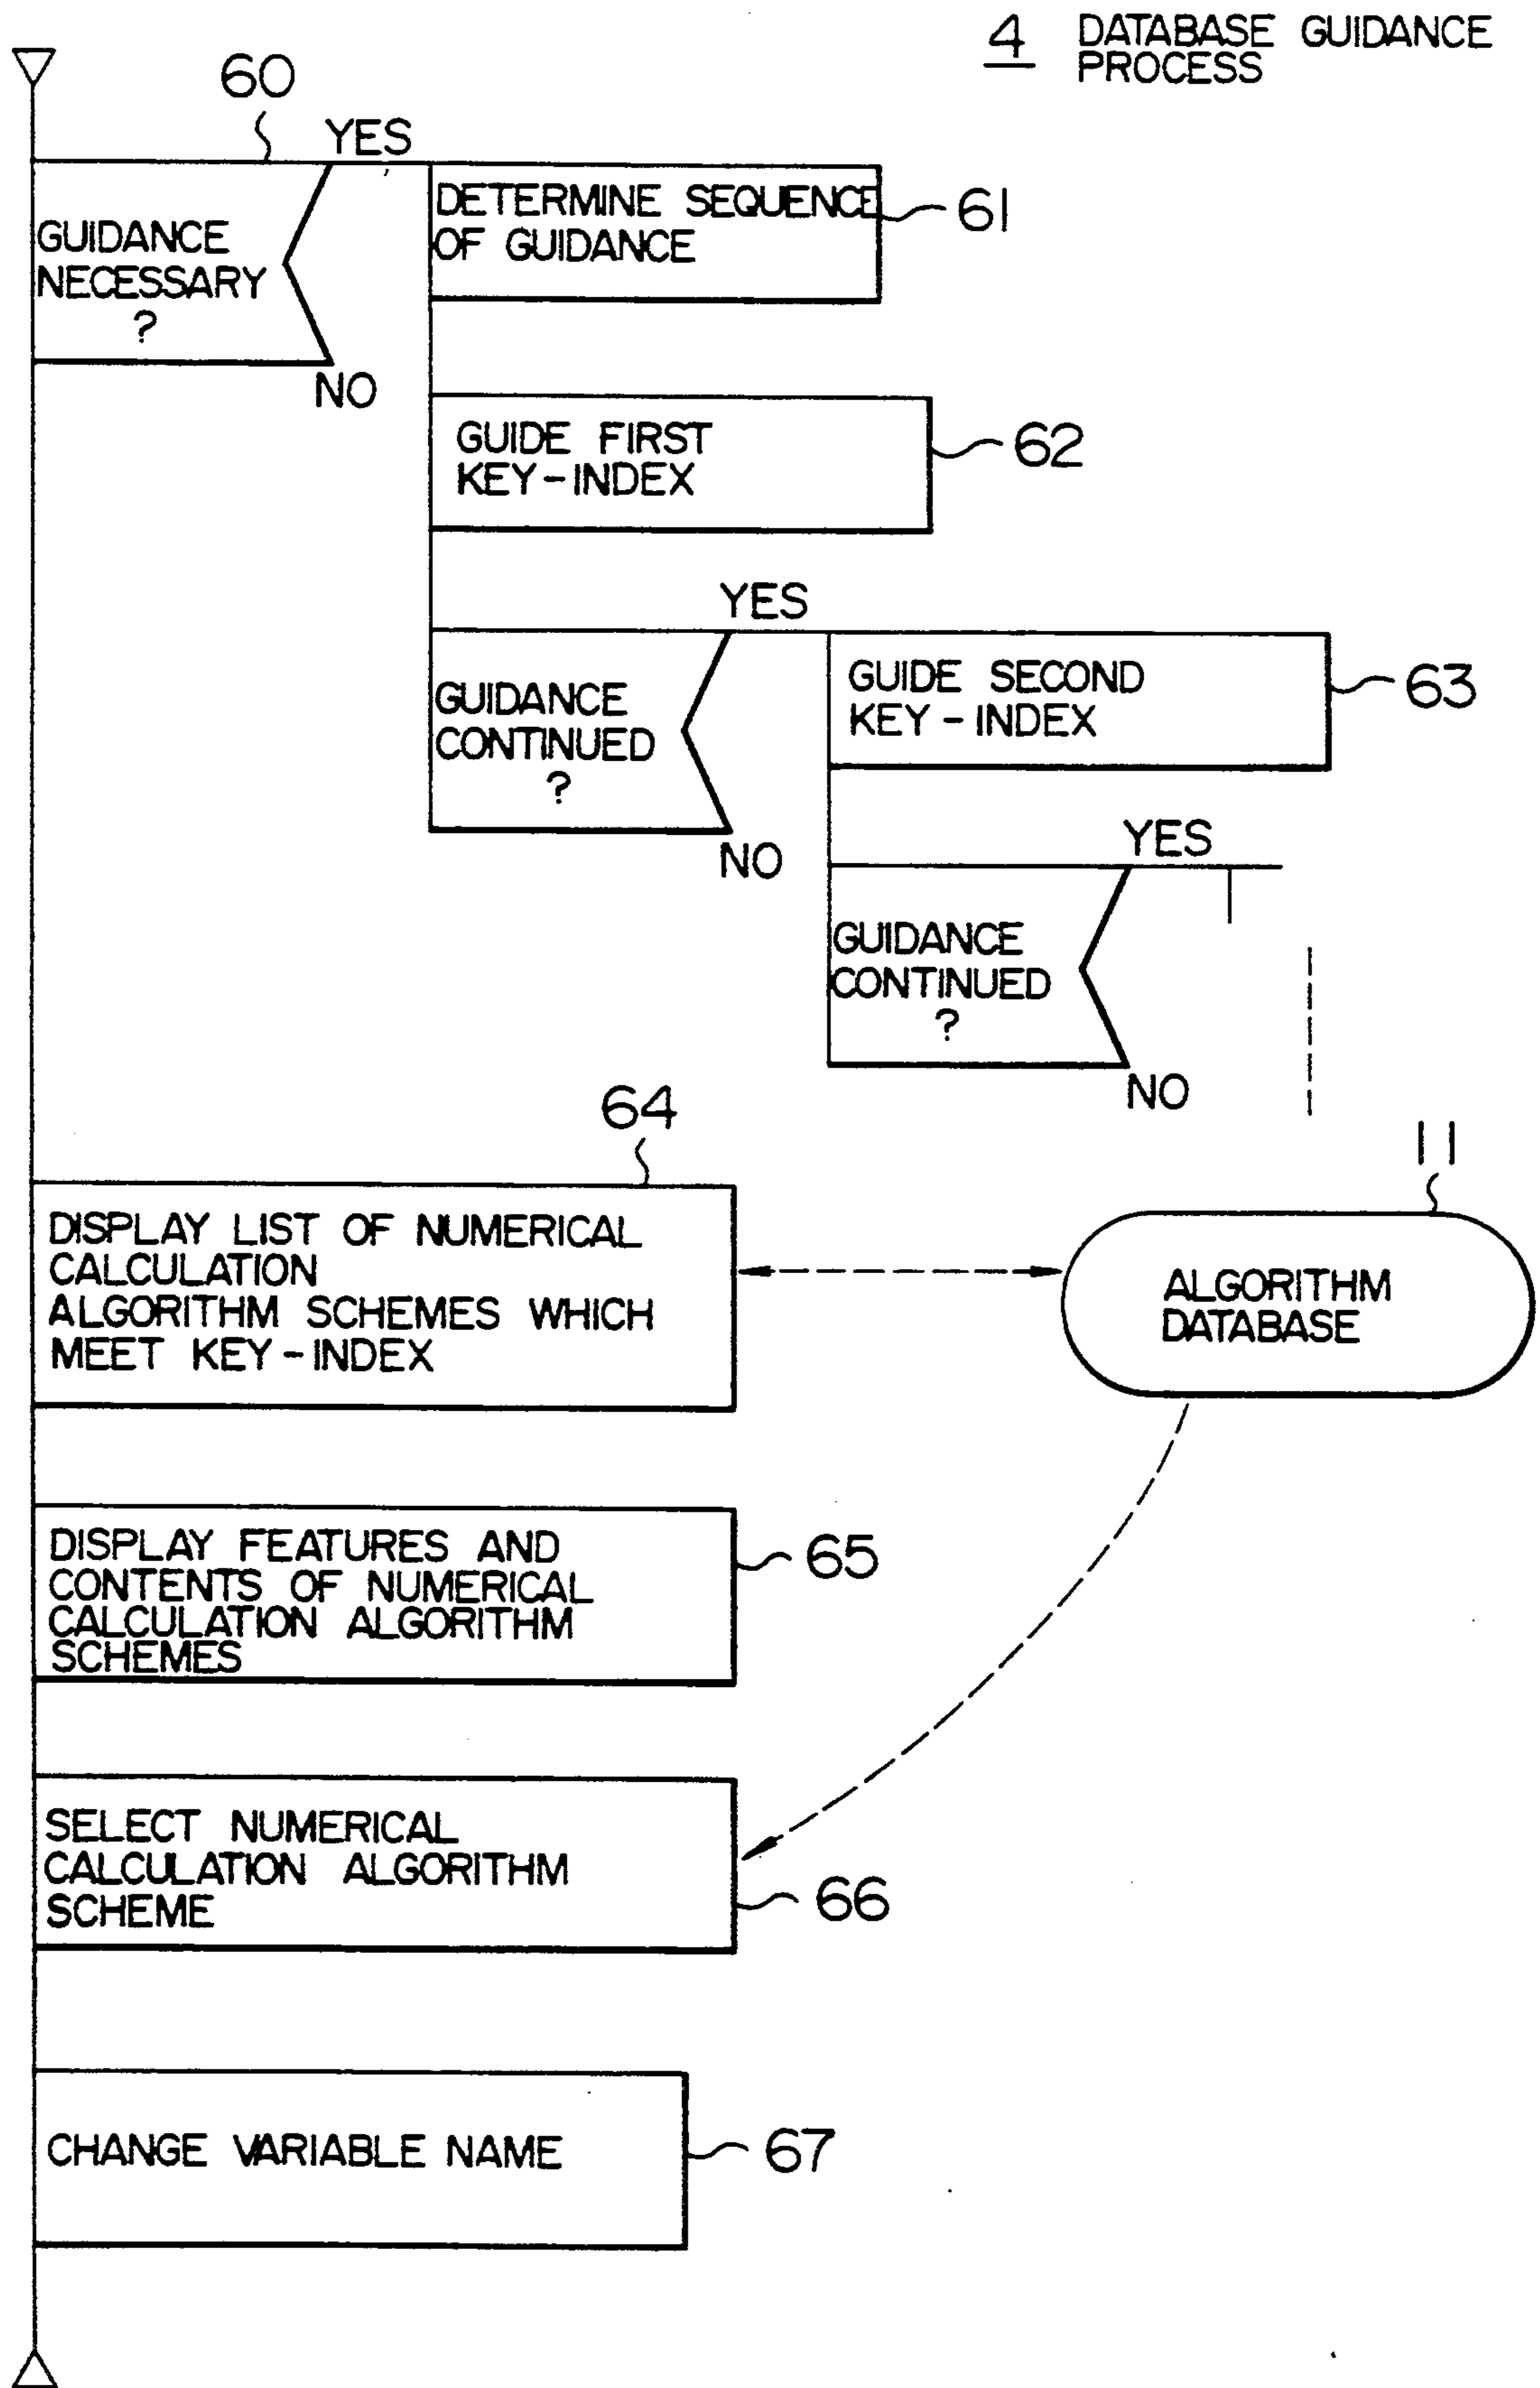 4 DATABASE GUIDANCE
PROCESS
60
YES
GUIDANCE
NECESSARY
?
NO
DETERMINE SEQUENCE
OF GUIDANCE
61
GUIDE FIRST
KEY-INDEX
62
YES
GUIDANCE
CONTINUED
?
NO
GUIDE SECOND
KEY-INDEX
63
YES
GUIDANCE
CONTINUED
?
NO
64
DISPLAY LIST OF NUMERICAL
CALCULATION
ALGORITHM SCHEMES WHICH
MEET KEY-INDEX
11
ALGORITHM
DATABASE
DISPLAY FEATURES AND
CONTENTS OF NUMERICAL
CALCULATION ALGORITHM
SCHEMES
65
SELECT NUMERICAL
CALCULATION ALGORITHM
SCHEME
66
CHANGE VARIABLE NAME
67